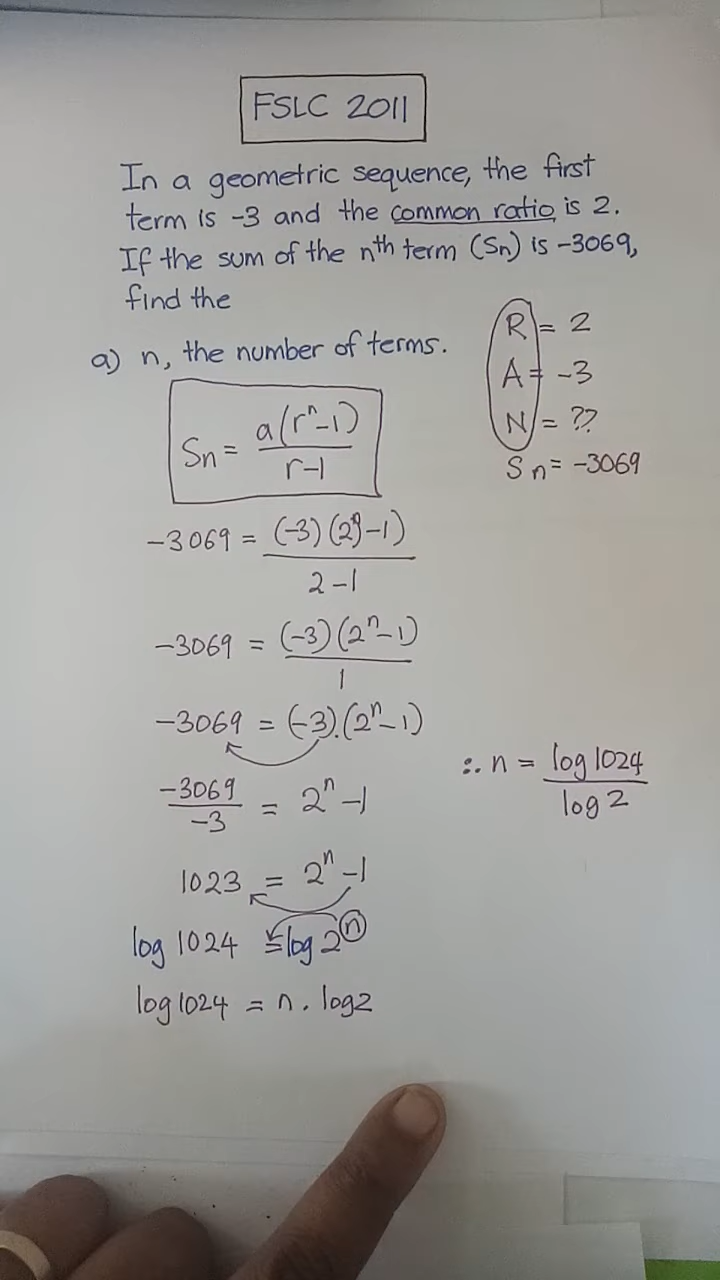 FSLC 2011
In a geometric sequence, the first
term is -3 and the common ratio is 2.
If the sum of the nth term (Sn) is -3069,
find the
a) n, the number of terms.
R = 2
A = -3
N = ??
Sn = -3069
Sn = a(rⁿ-1) / r-1
-3069 = (-3)(2ⁿ-1) / 2-1
-3069 = (-3)(2ⁿ-1) / 1
-3069 = (-3).(2ⁿ-1)
-3069 / -3 = 2ⁿ-1
1023 = 2ⁿ-1
log 1024 = log 2ⁿ
log 1024 = n . log2
∴ n = log 1024 / log 2